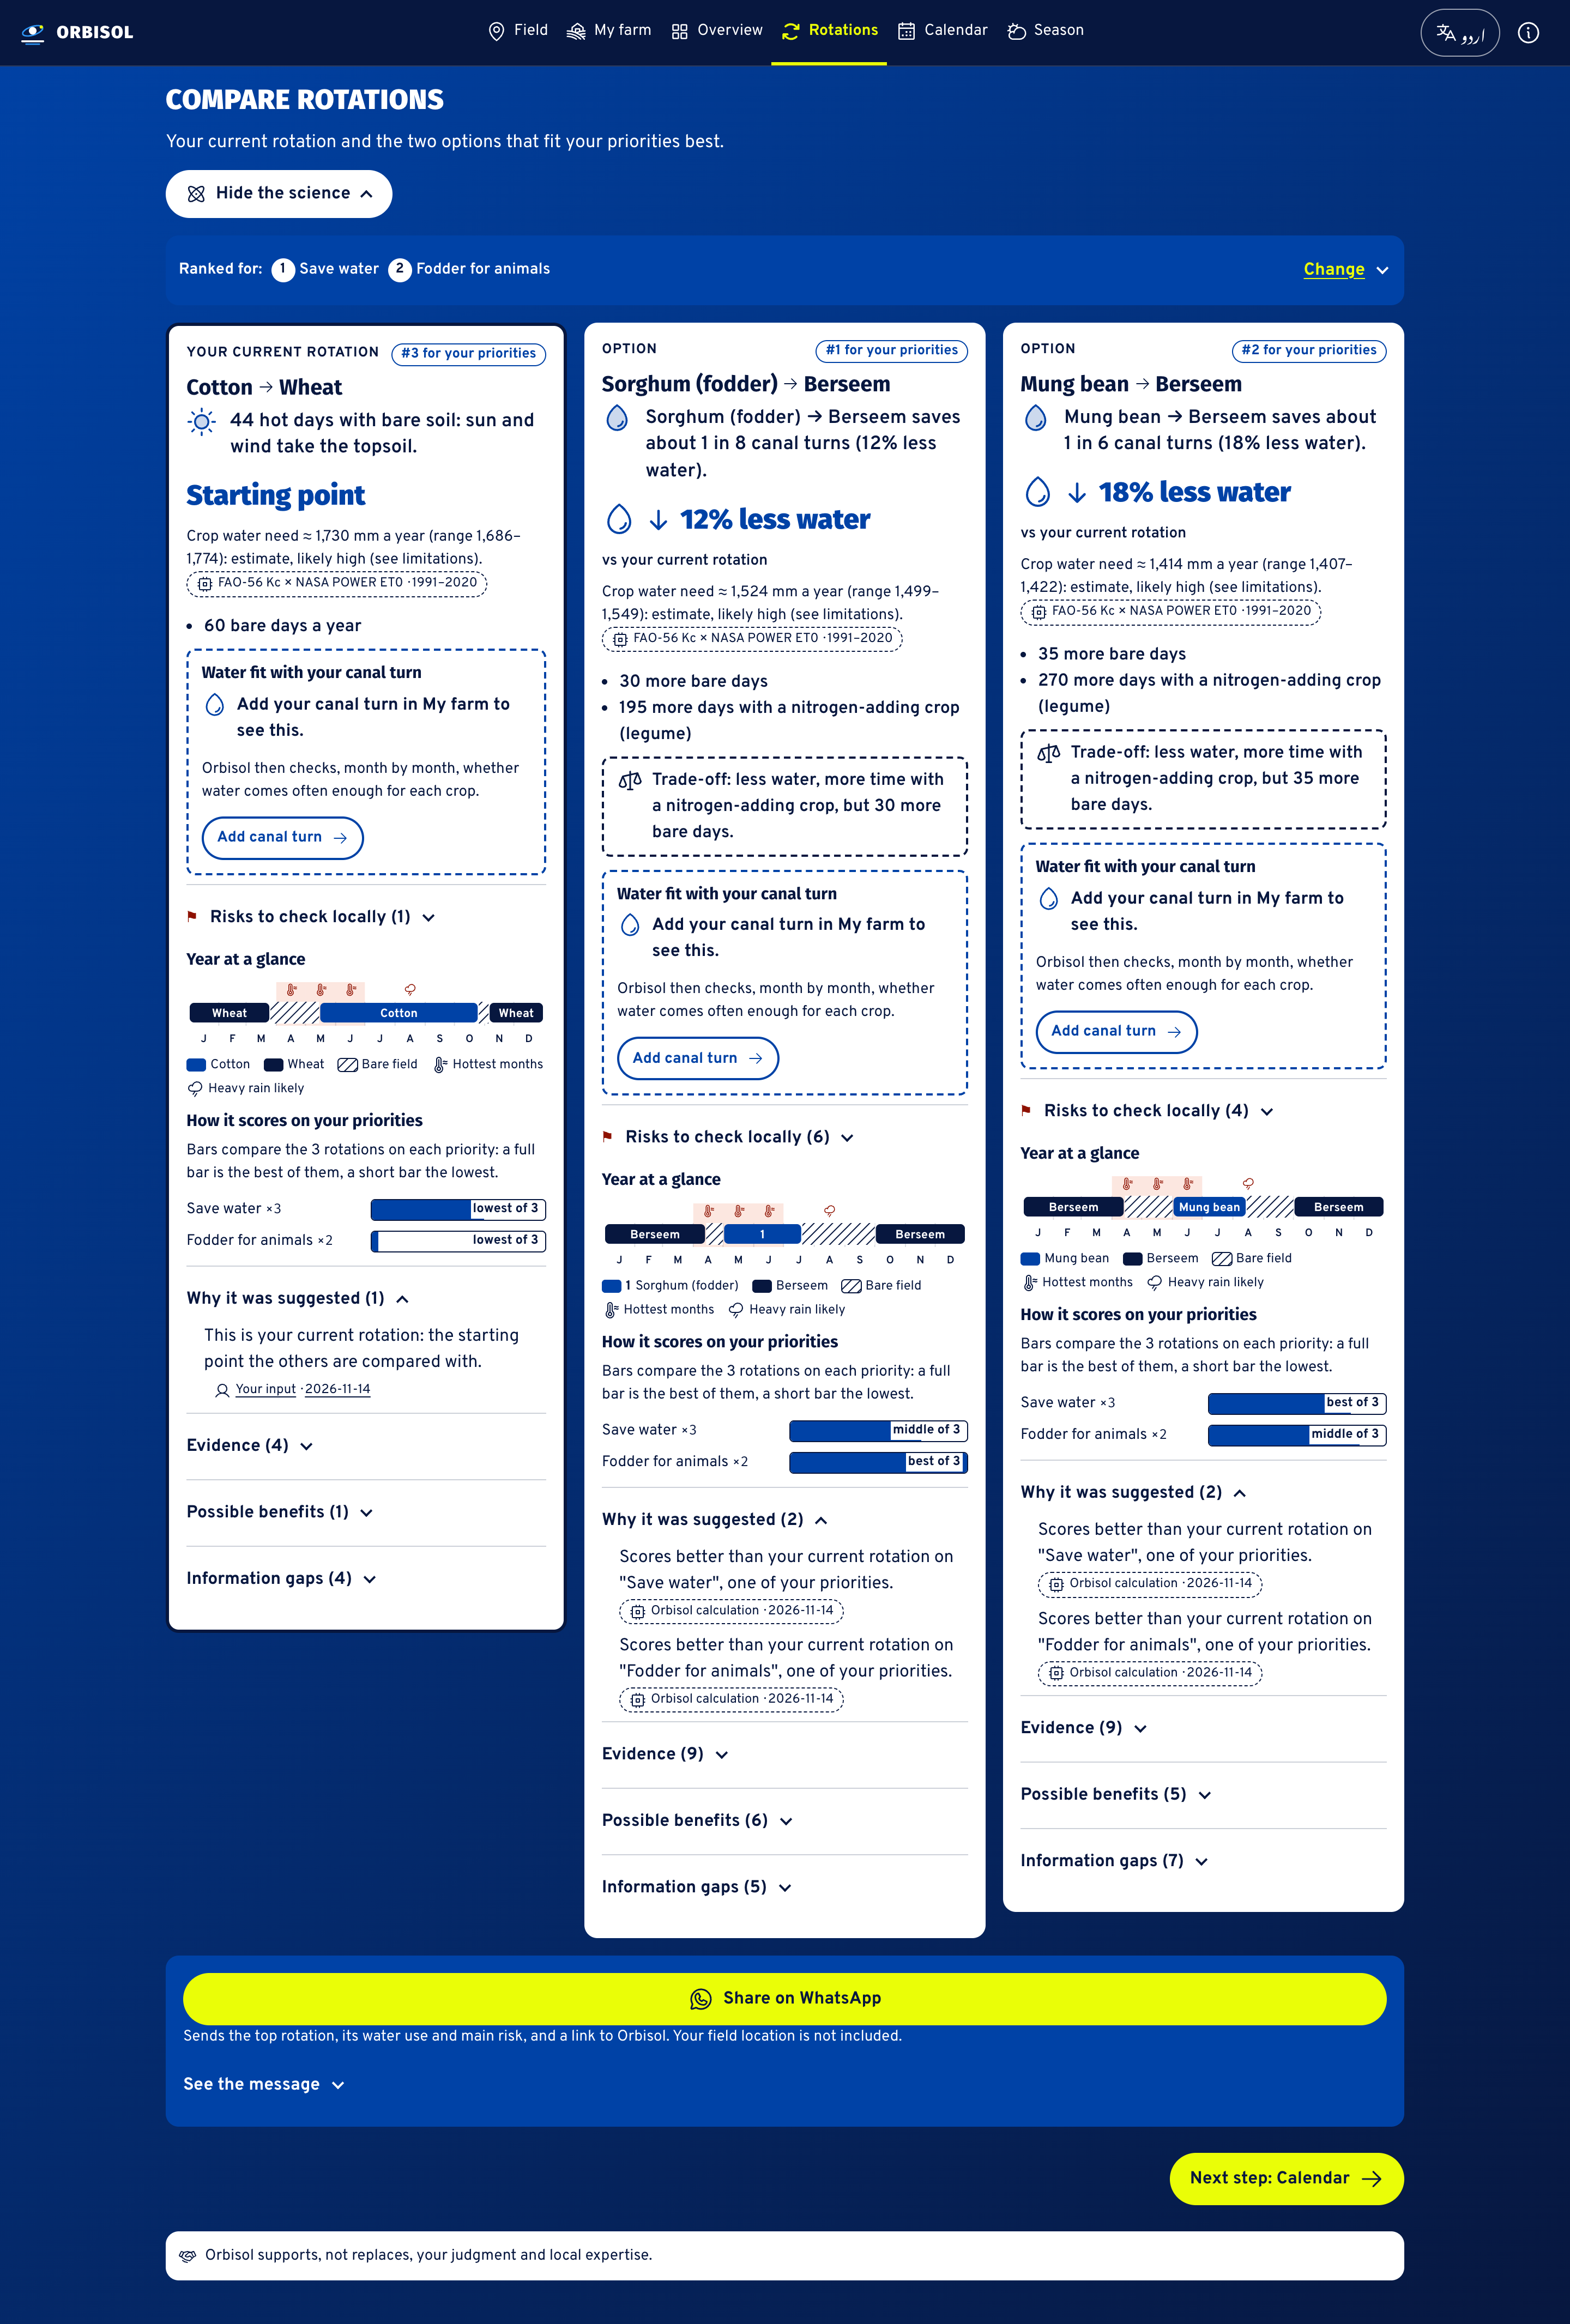 ORBISOL
Field
My farm
Overview
Rotations
Calendar
Season
اردو
COMPARE ROTATIONS
Your current rotation and the two options that fit your priorities best.
Hide the science
Ranked for: 1 Save water 2 Fodder for animals
Change
YOUR CURRENT ROTATION
#3 for your priorities
Cotton → Wheat
44 hot days with bare soil: sun and
wind take the topsoil.
Starting point
Crop water need ≈ 1,730 mm a year (range 1,686–
1,774): estimate, likely high (see limitations).
FAO-56 Kc × NASA POWER ET0 · 1991–2020
• 60 bare days a year
Water fit with your canal turn
Add your canal turn in My farm to
see this.
Orbisol then checks, month by month, whether
water comes often enough for each crop.
Add canal turn →
Risks to check locally (1)
Year at a glance
Wheat Cotton Wheat
J F M A M J J A S O N D
Cotton Wheat Bare field Hottest months
Heavy rain likely
How it scores on your priorities
Bars compare the 3 rotations on each priority: a full
bar is the best of them, a short bar the lowest.
Save water ×3 lowest of 3
Fodder for animals ×2 lowest of 3
Why it was suggested (1)
This is your current rotation: the starting
point the others are compared with.
Your input · 2026-11-14
Evidence (4)
Possible benefits (1)
Information gaps (4)
OPTION
#1 for your priorities
Sorghum (fodder) → Berseem
Sorghum (fodder) → Berseem saves
about 1 in 8 canal turns (12% less
water).
↓ 12% less water
vs your current rotation
Crop water need ≈ 1,524 mm a year (range 1,499–
1,549): estimate, likely high (see limitations).
FAO-56 Kc × NASA POWER ET0 · 1991–2020
• 30 more bare days
• 195 more days with a nitrogen-adding crop
(legume)
Trade-off: less water, more time with
a nitrogen-adding crop, but 30 more
bare days.
Water fit with your canal turn
Add your canal turn in My farm to
see this.
Orbisol then checks, month by month, whether
water comes often enough for each crop.
Add canal turn →
Risks to check locally (6)
Year at a glance
Berseem 1 Berseem
J F M A M J J A S O N D
1 Sorghum (fodder) Berseem Bare field
Hottest months Heavy rain likely
How it scores on your priorities
Bars compare the 3 rotations on each priority: a full
bar is the best of them, a short bar the lowest.
Save water ×3 middle of 3
Fodder for animals ×2 best of 3
Why it was suggested (2)
Scores better than your current rotation on
"Save water", one of your priorities.
Orbisol calculation · 2026-11-14
Scores better than your current rotation on
"Fodder for animals", one of your priorities.
Orbisol calculation · 2026-11-14
Evidence (9)
Possible benefits (6)
Information gaps (5)
OPTION
#2 for your priorities
Mung bean → Berseem
Mung bean → Berseem saves about
1 in 6 canal turns (18% less water).
↓ 18% less water
vs your current rotation
Crop water need ≈ 1,414 mm a year (range 1,407–
1,422): estimate, likely high (see limitations).
FAO-56 Kc × NASA POWER ET0 · 1991–2020
• 35 more bare days
• 270 more days with a nitrogen-adding crop
(legume)
Trade-off: less water, more time with
a nitrogen-adding crop, but 35 more
bare days.
Water fit with your canal turn
Add your canal turn in My farm to
see this.
Orbisol then checks, month by month, whether
water comes often enough for each crop.
Add canal turn →
Risks to check locally (4)
Year at a glance
Berseem Mung bean Berseem
J F M A M J J A S O N D
Mung bean Berseem Bare field
Hottest months Heavy rain likely
How it scores on your priorities
Bars compare the 3 rotations on each priority: a full
bar is the best of them, a short bar the lowest.
Save water ×3 best of 3
Fodder for animals ×2 middle of 3
Why it was suggested (2)
Scores better than your current rotation on
"Save water", one of your priorities.
Orbisol calculation · 2026-11-14
Scores better than your current rotation on
"Fodder for animals", one of your priorities.
Orbisol calculation · 2026-11-14
Evidence (9)
Possible benefits (5)
Information gaps (7)
Share on WhatsApp
Sends the top rotation, its water use and main risk, and a link to Orbisol. Your field location is not included.
See the message
Next step: Calendar →
Orbisol supports, not replaces, your judgment and local expertise.